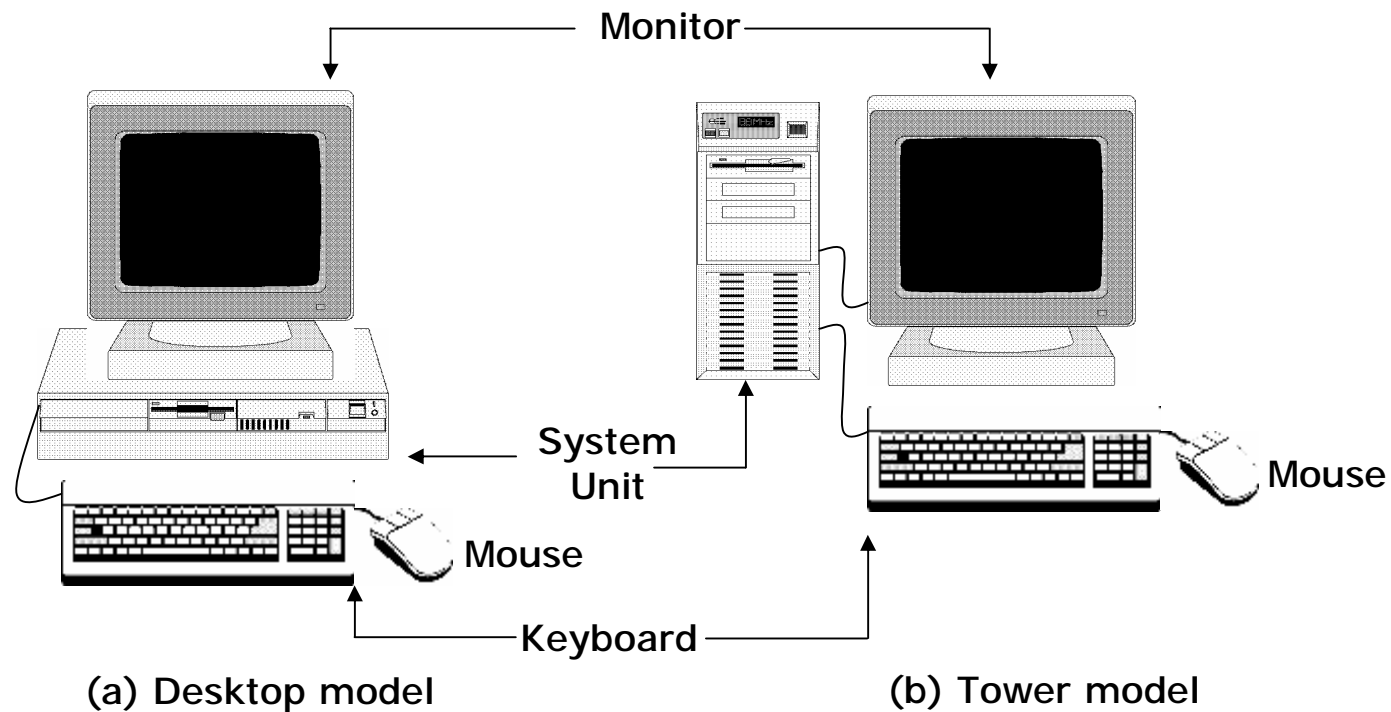 Monitor
System
Unit
Mouse
Mouse
Keyboard
(a) Desktop model
(b) Tower model